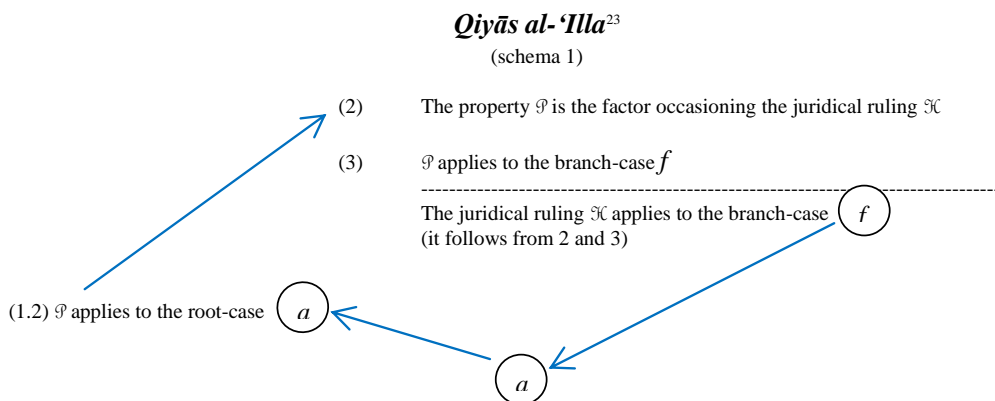 Qiyās al-‘Illa23
(schema 1)
(2) The property 𝒫 is the factor occasioning the juridical ruling ℋ
(3) 𝒫 applies to the branch-case f
The juridical ruling ℋ applies to the branch-case f
(it follows from 2 and 3)
(1.2) 𝒫 applies to the root-case a
a